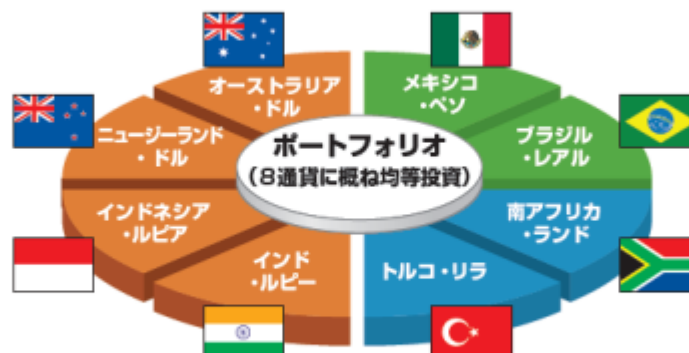 オーストラリア
・ドル
メキシコ
・ペソ
ニュージーランド
・ドル
ポートフォリオ
(8通貨に概ね均等投資)
ブラジル
・レアル
インドネシア
・ルピア
南アフリカ
・ランド
インド
・ルピー
トルコ・リラ